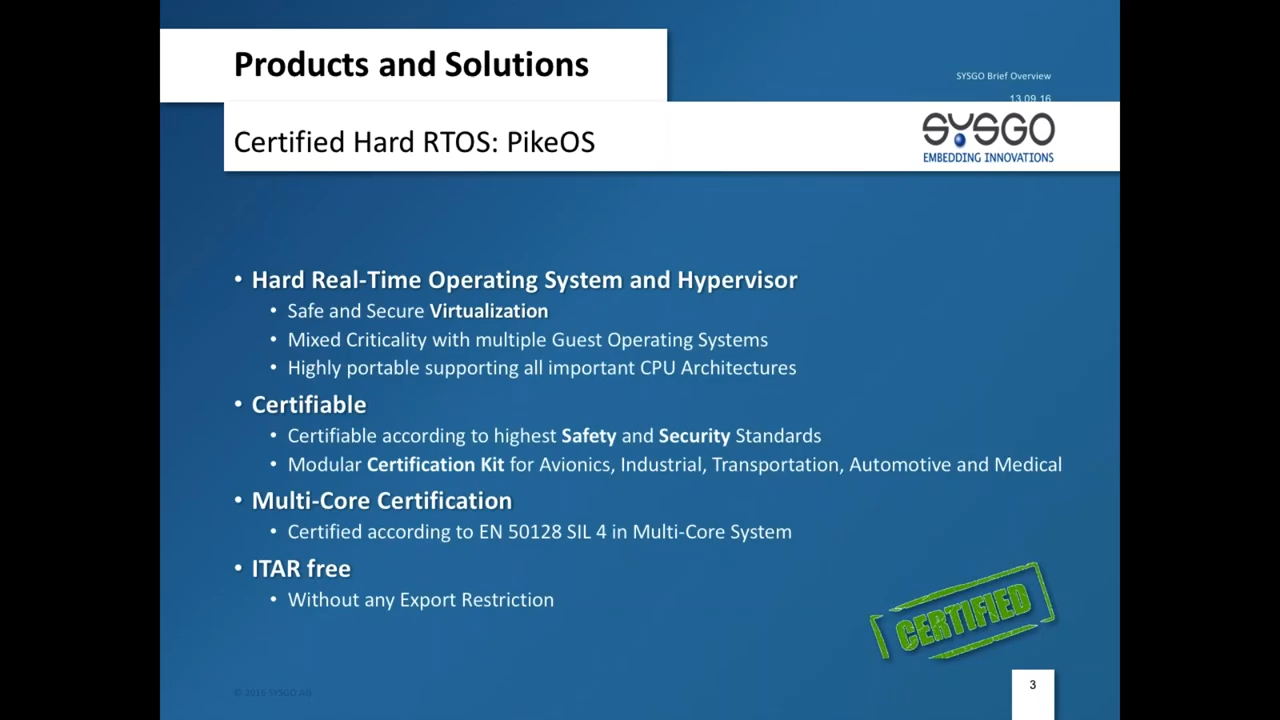 Products and Solutions
SYSGO Brief Overview
13.09.16
Certified Hard RTOS: PikeOS
SYSGO
EMBEDDING INNOVATIONS
• Hard Real-Time Operating System and Hypervisor
• Safe and Secure Virtualization
• Mixed Criticality with multiple Guest Operating Systems
• Highly portable supporting all important CPU Architectures
• Certifiable
• Certifiable according to highest Safety and Security Standards
• Modular Certification Kit for Avionics, Industrial, Transportation, Automotive and Medical
• Multi-Core Certification
• Certified according to EN 50128 SIL 4 in Multi-Core System
• ITAR free
• Without any Export Restriction
CERTIFIED
3
© 2016 SYSGO AG